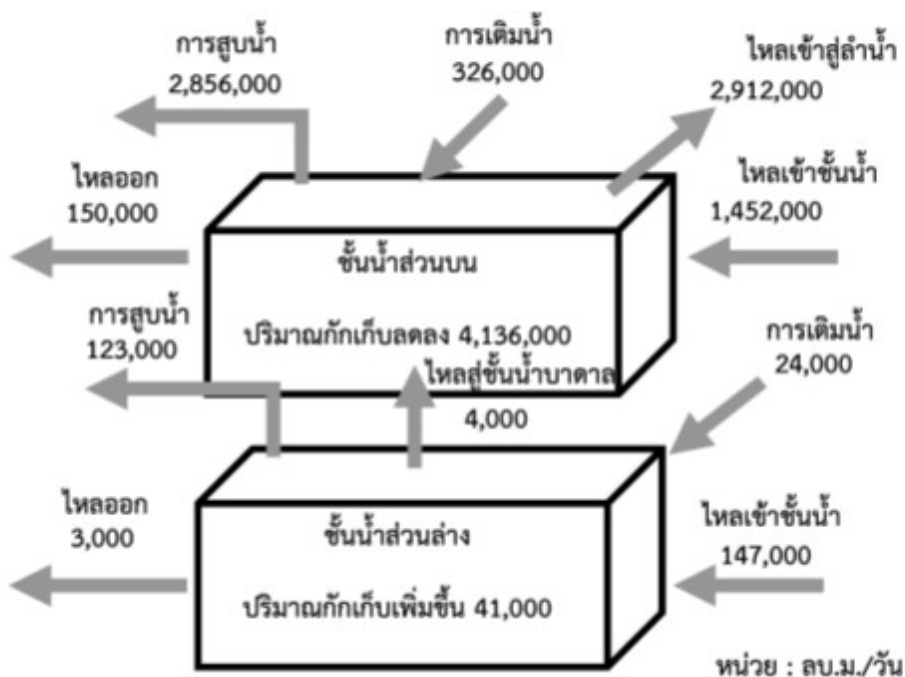 การสูบน้ำ
2,856,000
การเติมน้ำ
326,000
ไหลเข้าสู่ลำน้ำ
2,912,000
ไหลออก
150,000
ไหลเข้าชั้นน้ำ
1,452,000
ชั้นน้ำส่วนบน
ปริมาณกักเก็บลดลง 4,136,000
การสูบน้ำ
123,000
ไหลสู่ชั้นน้ำบาดาล
4,000
การเติมน้ำ
24,000
ไหลออก
3,000
ชั้นน้ำส่วนล่าง
ปริมาณกักเก็บเพิ่มขึ้น 41,000
ไหลเข้าชั้นน้ำ
147,000
หน่วย : ลบ.ม./วัน